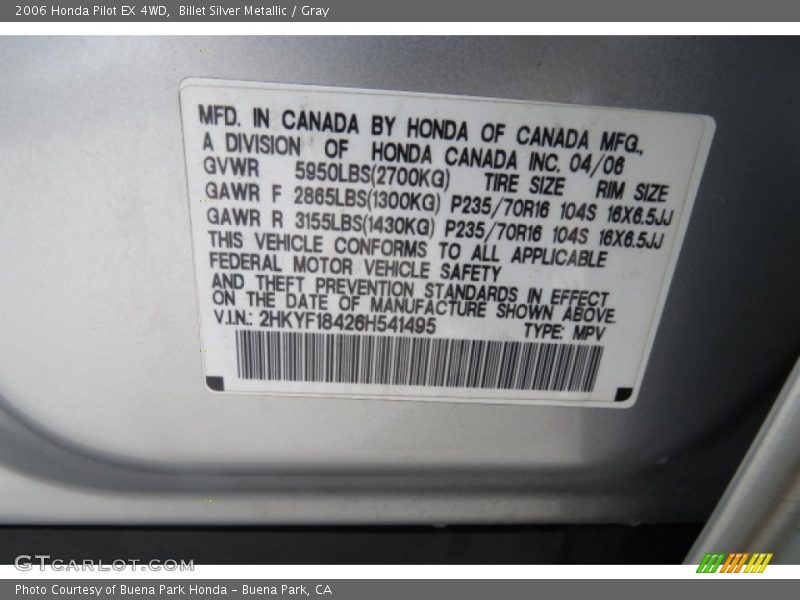 2006 Honda Pilot EX 4WD,  Billet Silver Metallic / Gray
MFD. IN CANADA BY HONDA OF CANADA MFG.,
A DIVISION OF HONDA CANADA INC. 04/06
GVWR 5950LBS(2700KG) TIRE SIZE RIM SIZE
GAWR F 2865LBS(1300KG) P235/70R16 104S 16X6.5JJ
GAWR R 3155LBS(1430KG) P235/70R16 104S 16X6.5JJ
THIS VEHICLE CONFORMS TO ALL APPLICABLE
FEDERAL MOTOR VEHICLE SAFETY
AND THEFT PREVENTION STANDARDS IN EFFECT
ON THE DATE OF MANUFACTURE SHOWN ABOVE.
V.I.N.: 2HKYF18426H541495 TYPE: MPV
GTCARLOT.COM
Photo Courtesy of Buena Park Honda - Buena Park, CA